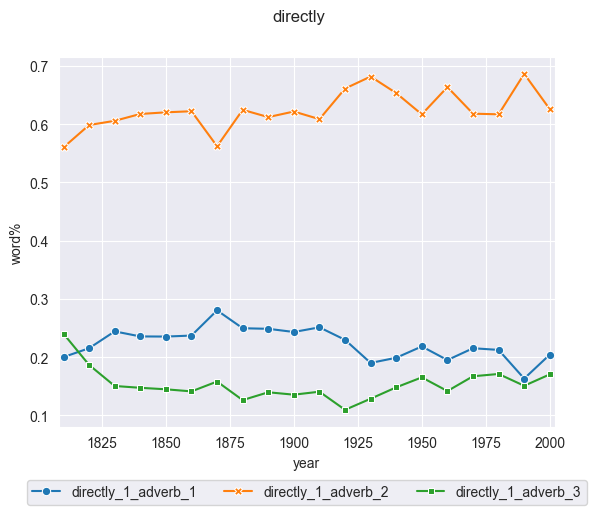 directly
0.7
0.6
0.5
0.4
0.3
0.2
0.1
word%
1825 1850 1875 1900 1925 1950 1975 2000
year
directly_1_adverb_1 directly_1_adverb_2 directly_1_adverb_3